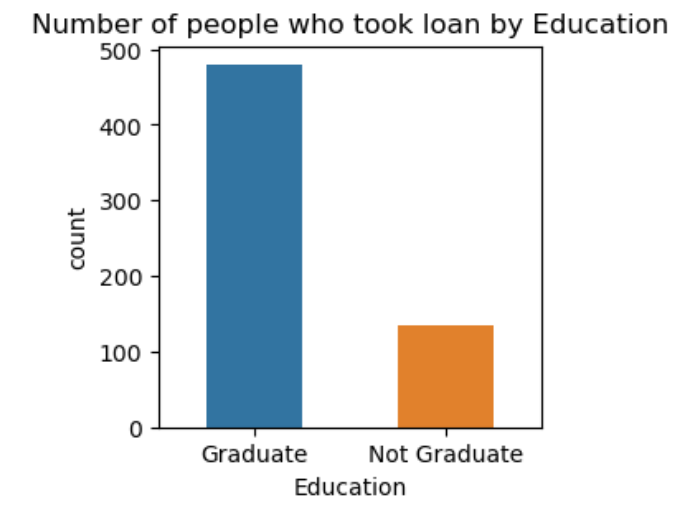 Number of people who took loan by Education
500
400
300
200
100
0
count
Graduate
Not Graduate
Education